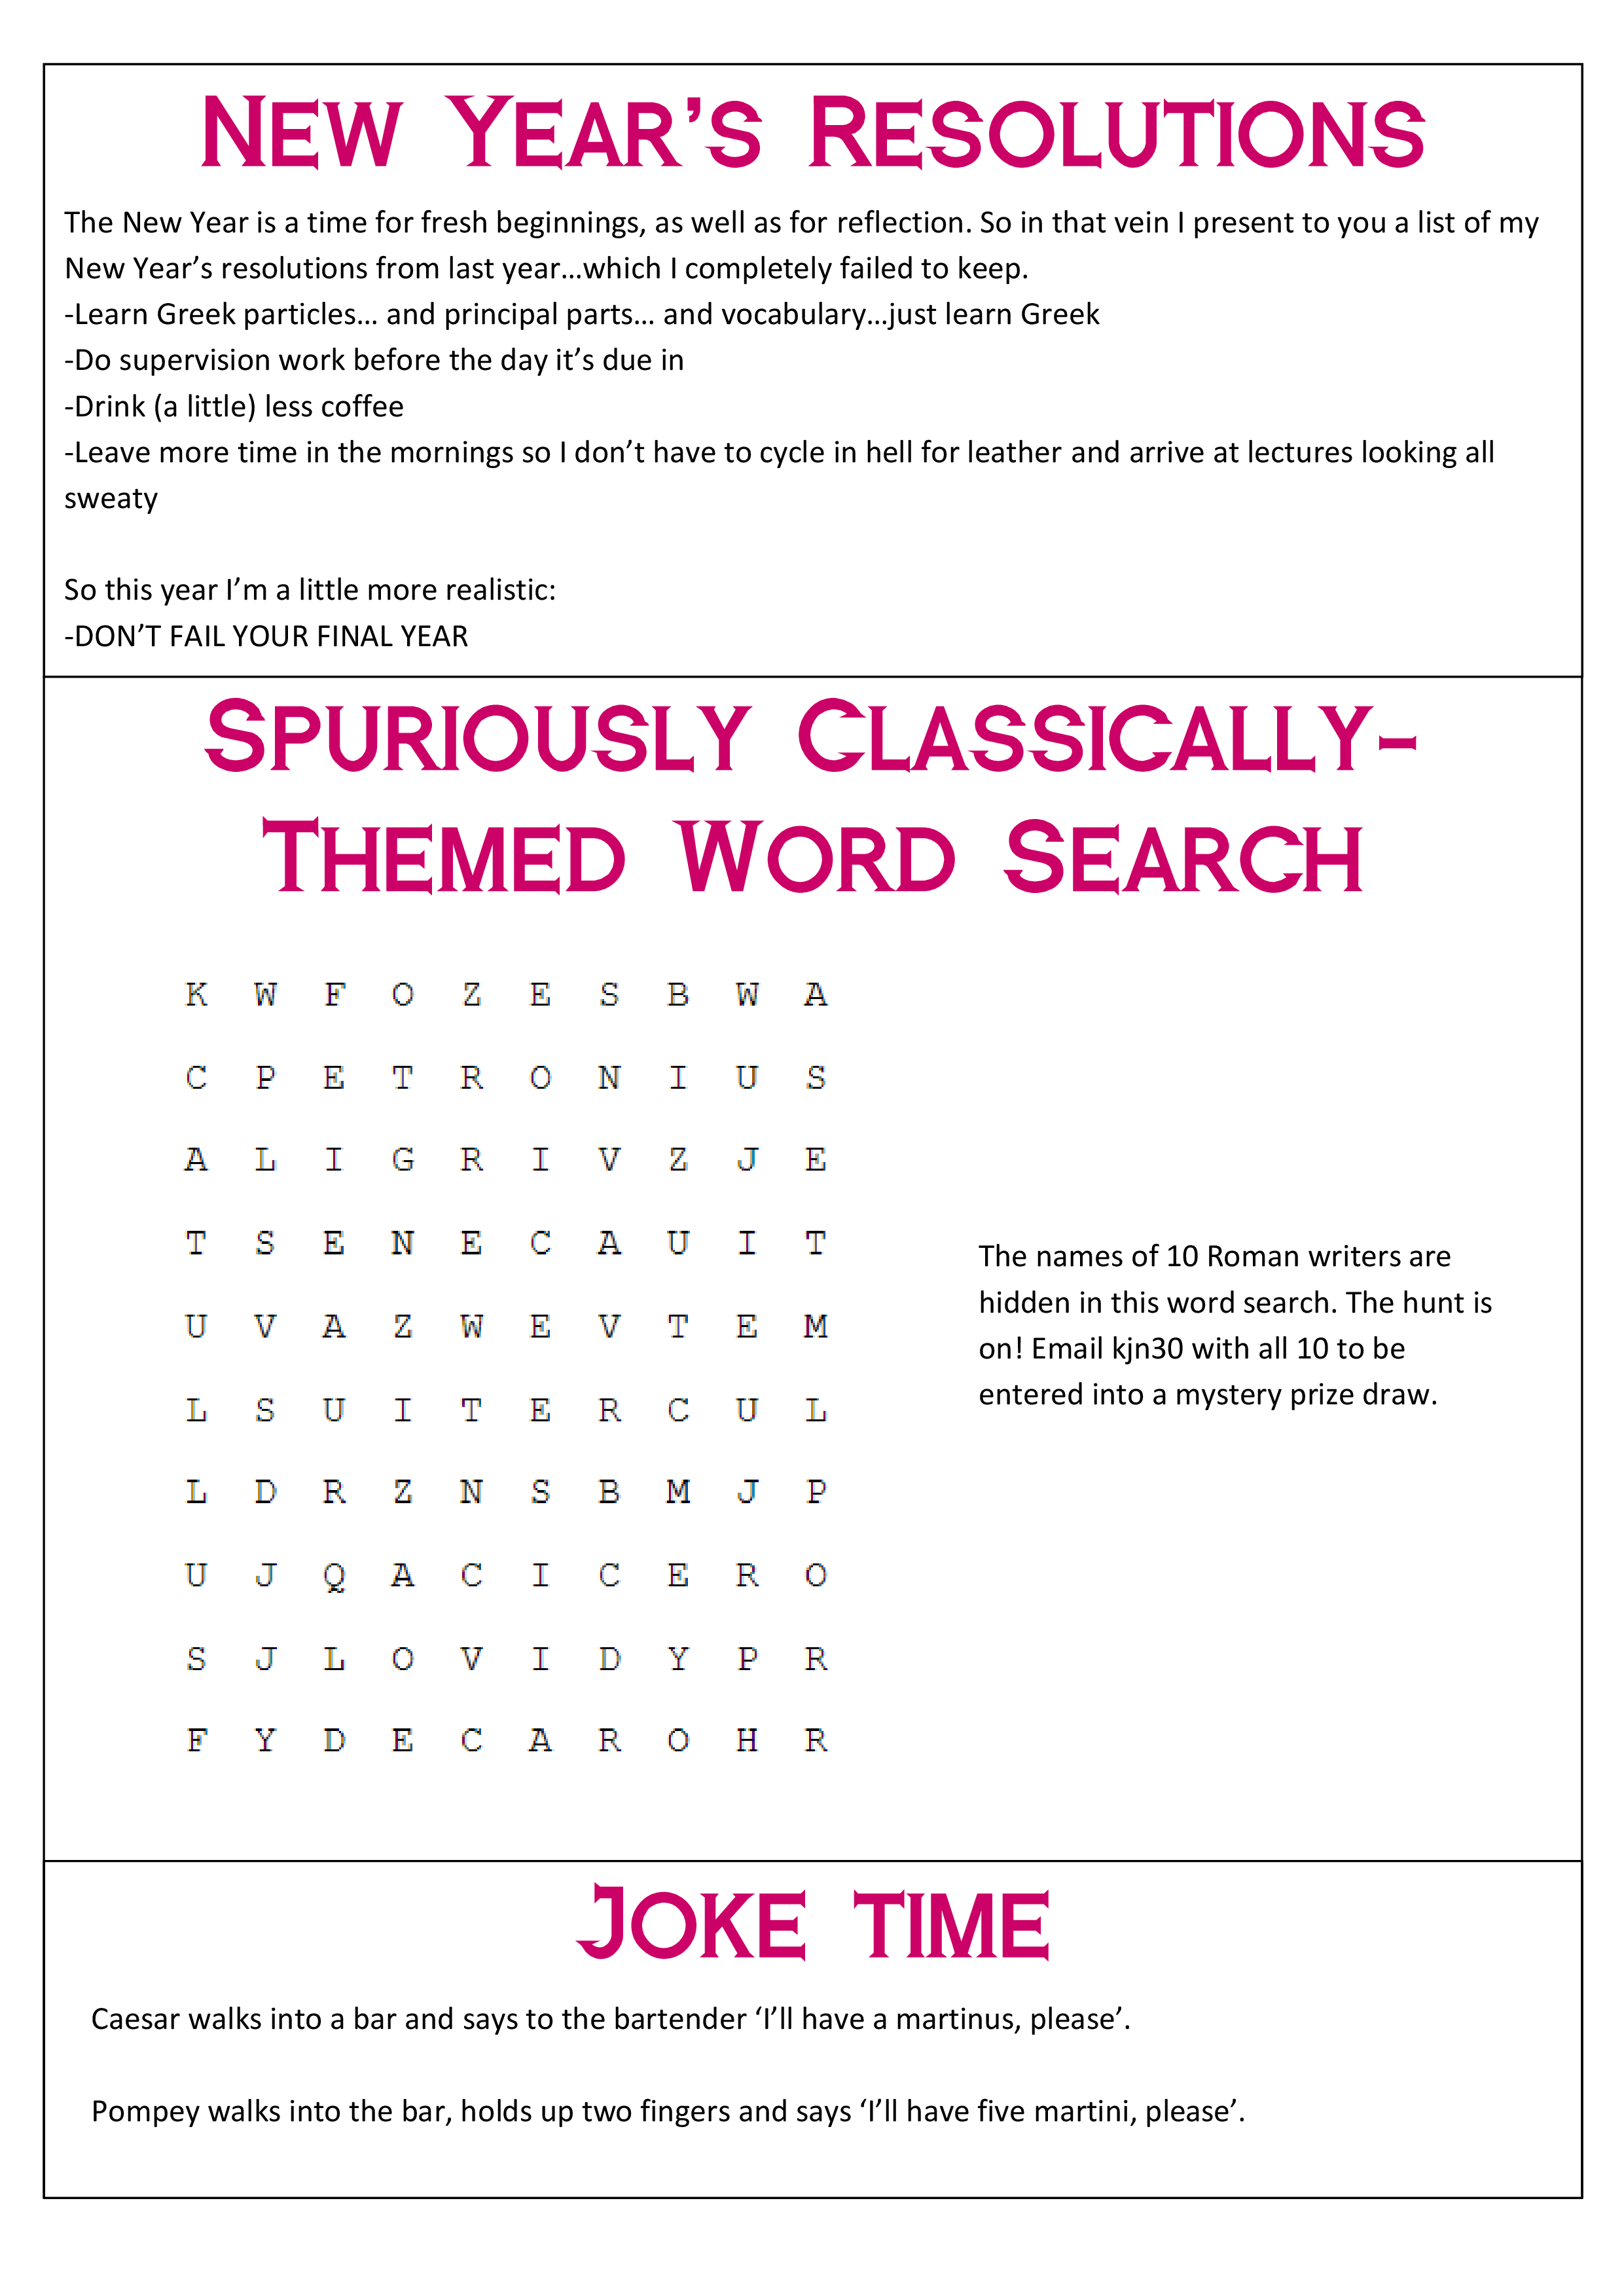 New Year’s Resolutions
The New Year is a time for fresh beginnings, as well as for reflection. So in that vein I present to you a list of my
New Year’s resolutions from last year…which I completely failed to keep.
-Learn Greek particles… and principal parts… and vocabulary…just learn Greek
-Do supervision work before the day it’s due in
-Drink (a little) less coffee
-Leave more time in the mornings so I don’t have to cycle in hell for leather and arrive at lectures looking all
sweaty
So this year I’m a little more realistic:
-DON’T FAIL YOUR FINAL YEAR
Spuriously Classically-
Themed Word Search
K W F O Z E S B W A
C P E T R O N I U S
A L I G R I V Z J E
T S E N E C A U I T
U V A Z W E V T E M
L S U I T E R C U L
L D R Z N S B M J P
U J Q A C I C E R O
S J L O V I D Y P R
F Y D E C A R O H R
The names of 10 Roman writers are
hidden in this word search. The hunt is
on! Email kjn30 with all 10 to be
entered into a mystery prize draw.
Joke time
Caesar walks into a bar and says to the bartender ‘I’ll have a martinus, please’.
Pompey walks into the bar, holds up two fingers and says ‘I’ll have five martini, please’.